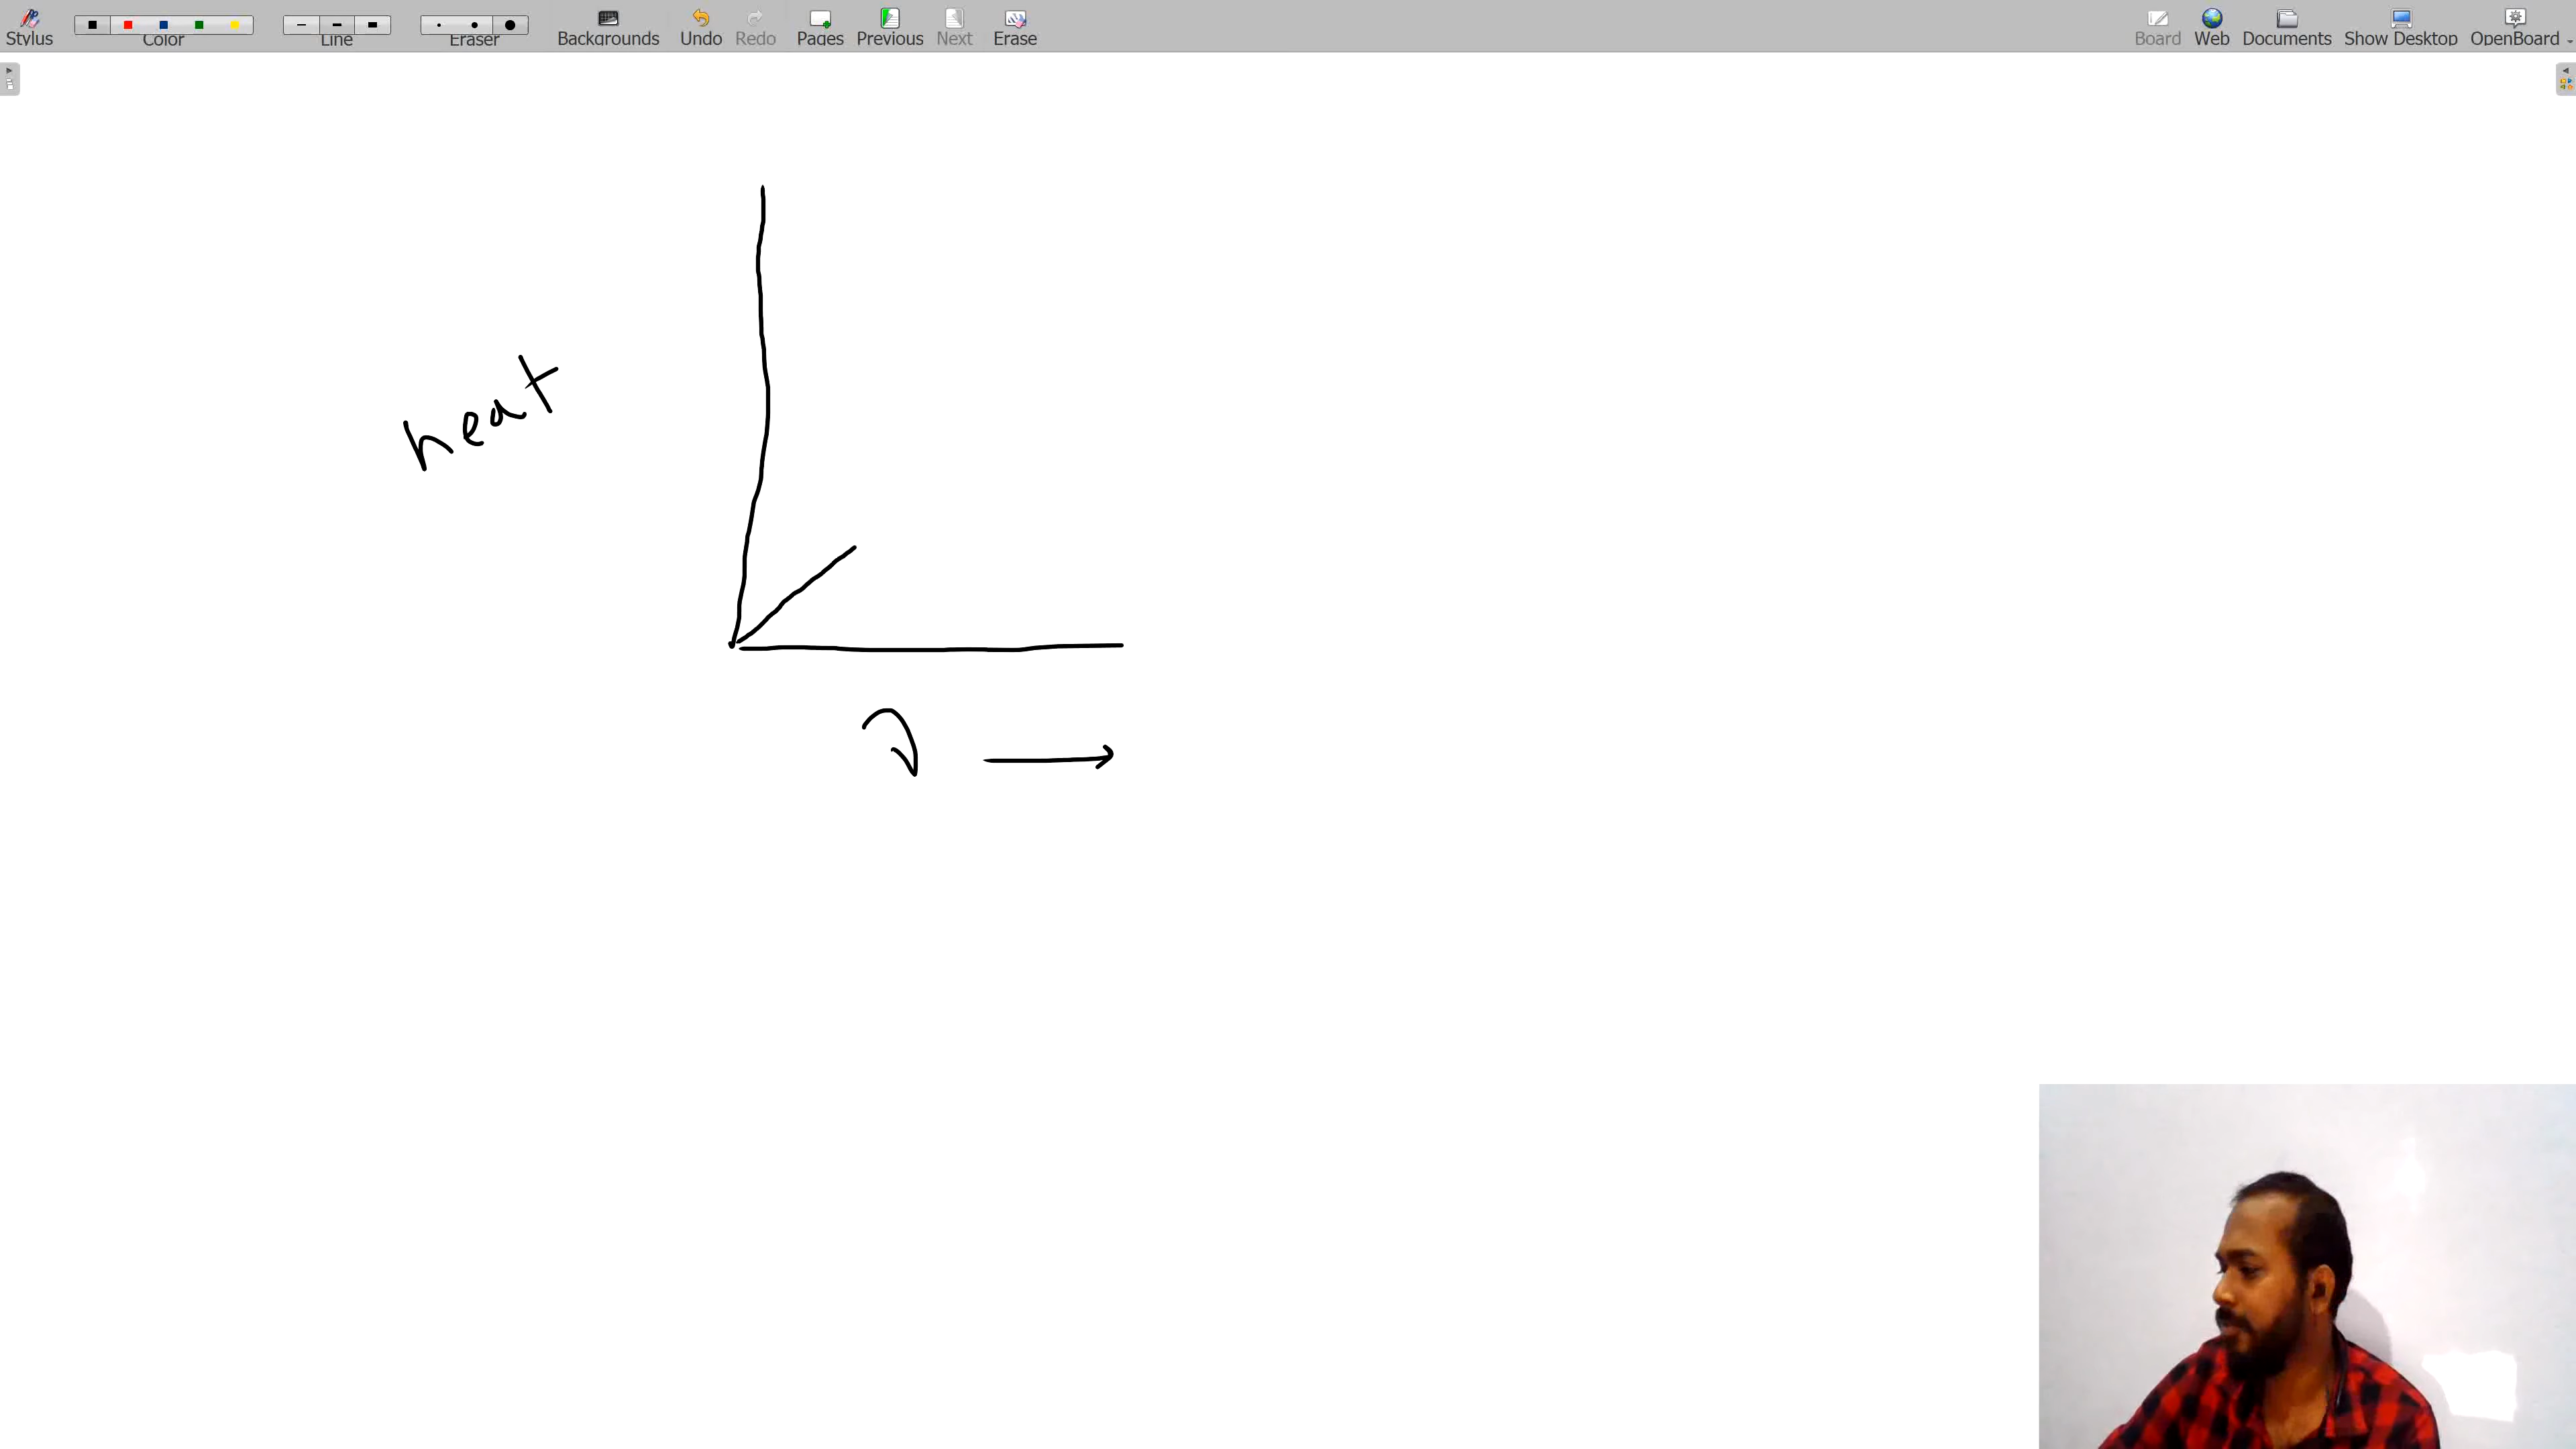 Stylus
Color
Line
Eraser
Backgrounds
Undo
Redo
Pages
Previous
Next
Erase
Board
Web
Documents
Show Desktop
OpenBoard
heat